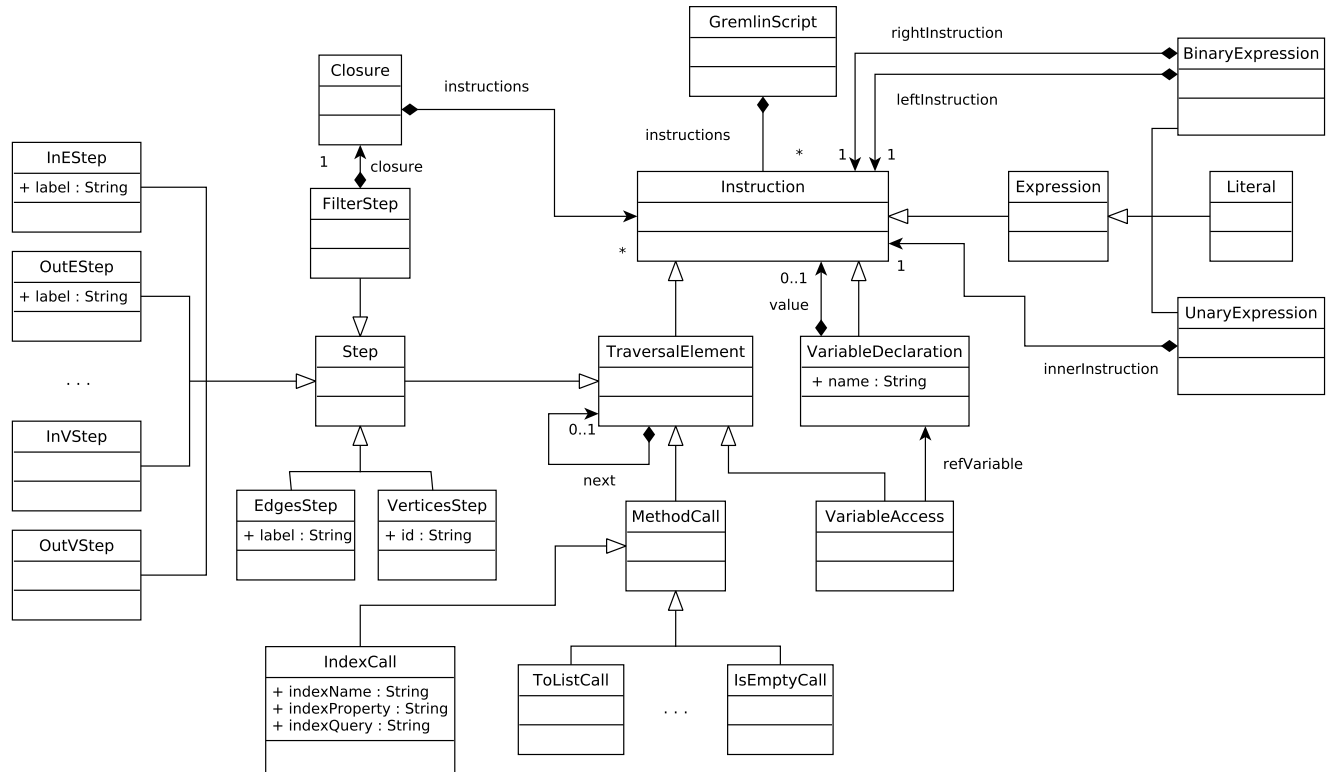 GremlinScript
rightInstruction
BinaryExpression
Closure
instructions
leftInstruction
instructions
*
1
1
InEStep
+ label : String
1
closure
Instruction
Expression
Literal
FilterStep
OutEStep
+ label : String
*
0..1
1
value
UnaryExpression
Step
TraversalElement
VariableDeclaration
+ name : String
innerInstruction
. . .
InVStep
0..1
next
refVariable
EdgesStep
+ label : String
VerticesStep
+ id : String
MethodCall
VariableAccess
OutVStep
IndexCall
+ indexName : String
+ indexProperty : String
+ indexQuery : String
ToListCall
. . .
IsEmptyCall